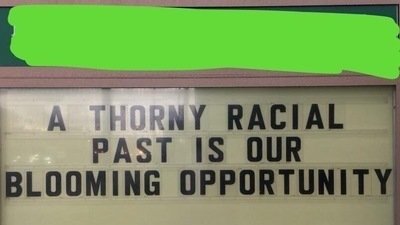 A THORNY RACIAL
PAST IS OUR
BLOOMING OPPORTUNITY